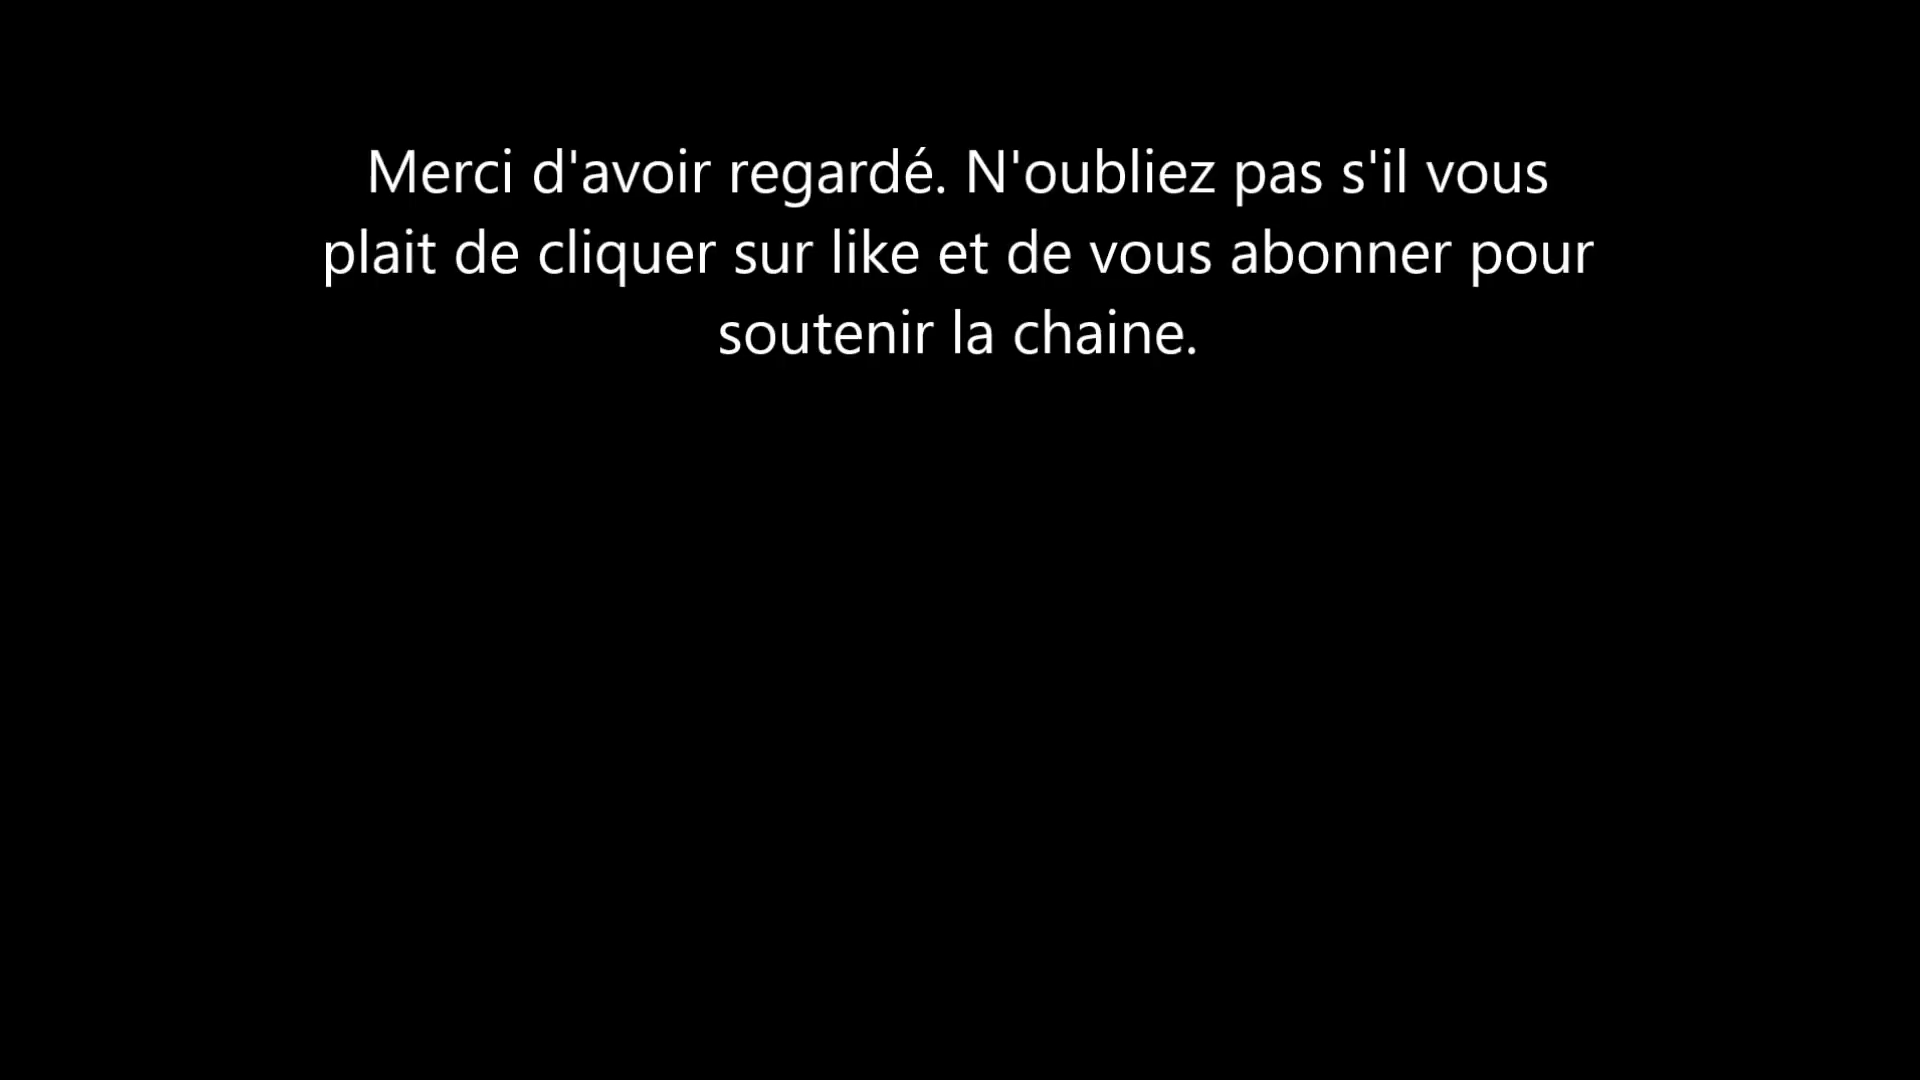 Merci d'avoir regardé. N'oubliez pas s'il vous
plait de cliquer sur like et de vous abonner pour
soutenir la chaine.